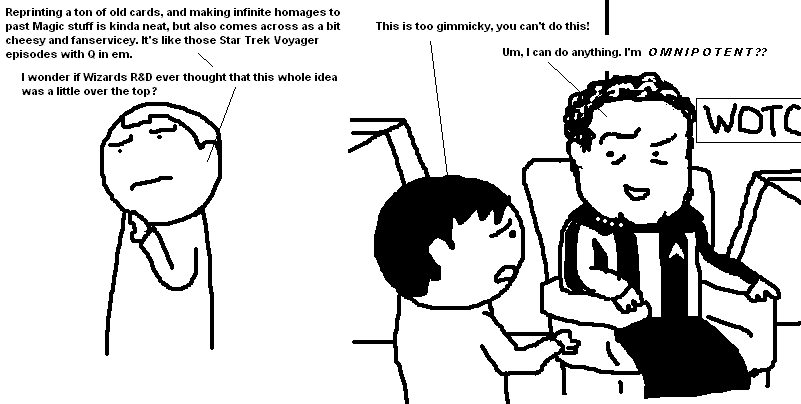 Reprinting a ton of old cards, and making infinite homages to
past Magic stuff is kinda neat, but also comes across as a bit
cheesy and fanservicey. It's like those Star Trek Voyager
episodes with Q in em.
I wonder if Wizards R&D ever thought that this whole idea
was a little over the top?
This is too gimmicky, you can't do this!
Um, I can do anything. I'm OMNIPOTENT??
WOTC